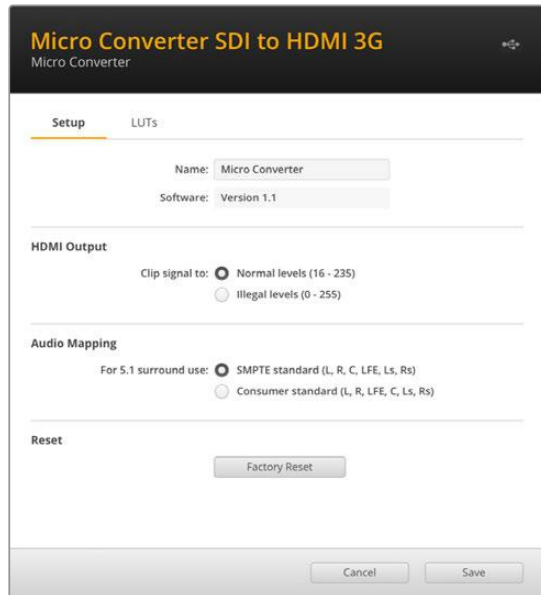 Micro Converter SDI to HDMI 3G
Micro Converter
Setup LUTs
Name: Micro Converter
Software: Version 1.1
HDMI Output
Clip signal to: Normal levels (16 - 235)
Illegal levels (0 - 255)
Audio Mapping
For 5.1 surround use: SMPTE standard (L, R, C, LFE, Ls, Rs)
Consumer standard (L, R, LFE, C, Ls, Rs)
Reset
Factory Reset
Cancel Save